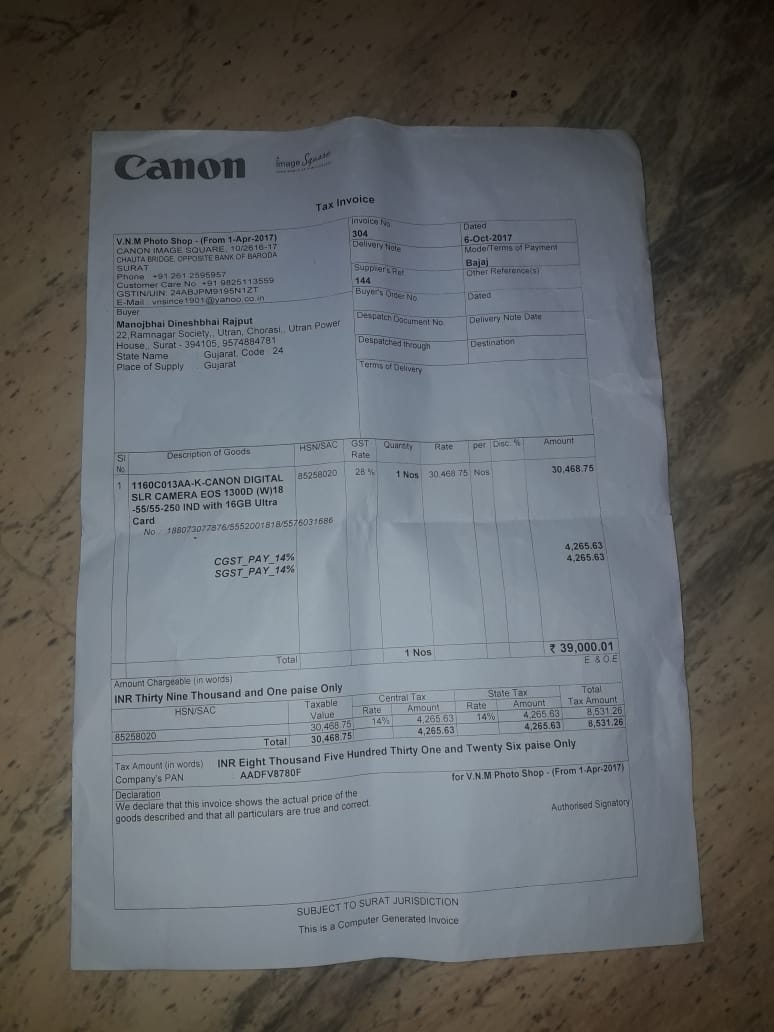 Canon
image Square
Tax Invoice
V.N.M Photo Shop - (From 1-Apr-2017)
CANON IMAGE SQUARE, 10/2616-17
CHAUTA BRIDGE, OPPOSITE BANK OF BARODA
SURAT
Phone +91 261 2595957
Customer Care No. +91 9825113559
GSTIN/UIN: 24ABJPM9195N1ZT
E-Mail : vnsince1901@yahoo.co.in
Invoice No.
304
Dated
6-Oct-2017
Delivery Note
Mode/Terms of Payment
Bajaj
Supplier's Ref.
144
Other Reference(s)
Buyer
Manojbhai Dineshbhai Rajput
22,Ramnagar Society,, Utran, Chorasi,, Utran Power
House,, Surat - 394105, 9574884781
State Name : Gujarat, Code : 24
Place of Supply : Gujarat
Buyer's Order No.
Dated
Despatch Document No.
Delivery Note Date
Despatched through
Destination
Terms of Delivery
Sl No. Description of Goods HSN/SAC GST Rate Quantity Rate per Disc. % Amount
1 1160C013AA-K-CANON DIGITAL 85258020 28 % 1 Nos 30,468.75 Nos 30,468.75
SLR CAMERA EOS 1300D (W)18
-55/55-250 IND with 16GB Ultra
Card
No : 188073077876/5552001818/5576031686
CGST_PAY_14% 4,265.63
SGST_PAY_14% 4,265.63
Total 1 Nos ₹ 39,000.01
Amount Chargeable (in words) E. & O.E
INR Thirty Nine Thousand and One paise Only
HSN/SAC Taxable Value Central Tax Rate Amount State Tax Rate Amount Total Tax Amount
85258020 30,468.75 14% 4,265.63 14% 4,265.63 8,531.26
Total 30,468.75 4,265.63 4,265.63 8,531.26
Tax Amount (in words) : INR Eight Thousand Five Hundred Thirty One and Twenty Six paise Only
Company's PAN : AADFV8780F
Declaration
We declare that this invoice shows the actual price of the
goods described and that all particulars are true and correct.
for V.N.M Photo Shop - (From 1-Apr-2017)
Authorised Signatory
SUBJECT TO SURAT JURISDICTION
This is a Computer Generated Invoice